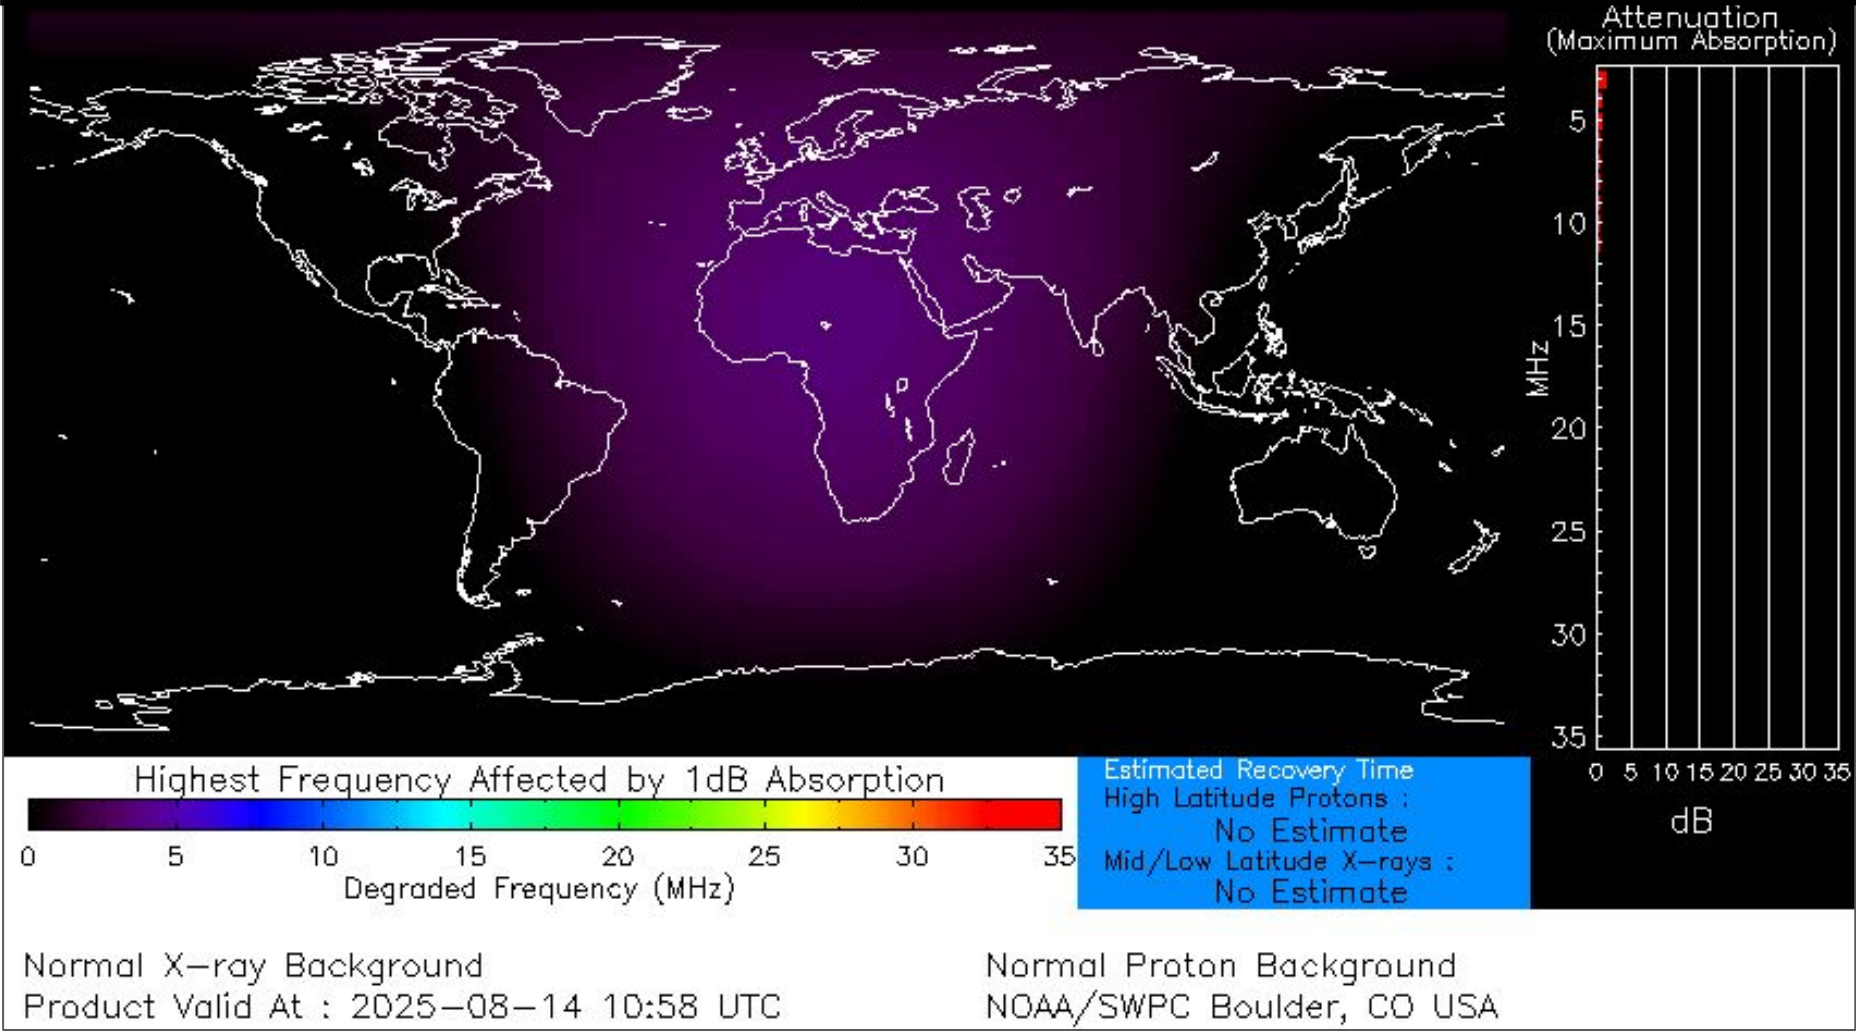 Attenuation
(Maximum Absorption)
5
10
15
20
25
30
35
MHz
0 5 10 15 20 25 30 35
dB
Highest Frequency Affected by 1dB Absorption
0 5 10 15 20 25 30 35
Degraded Frequency (MHz)
Estimated Recovery Time
High Latitude Protons :
No Estimate
Mid/Low Latitude X-rays :
No Estimate
Normal X-ray Background
Product Valid At : 2025-08-14 10:58 UTC
Normal Proton Background
NOAA/SWPC Boulder, CO USA